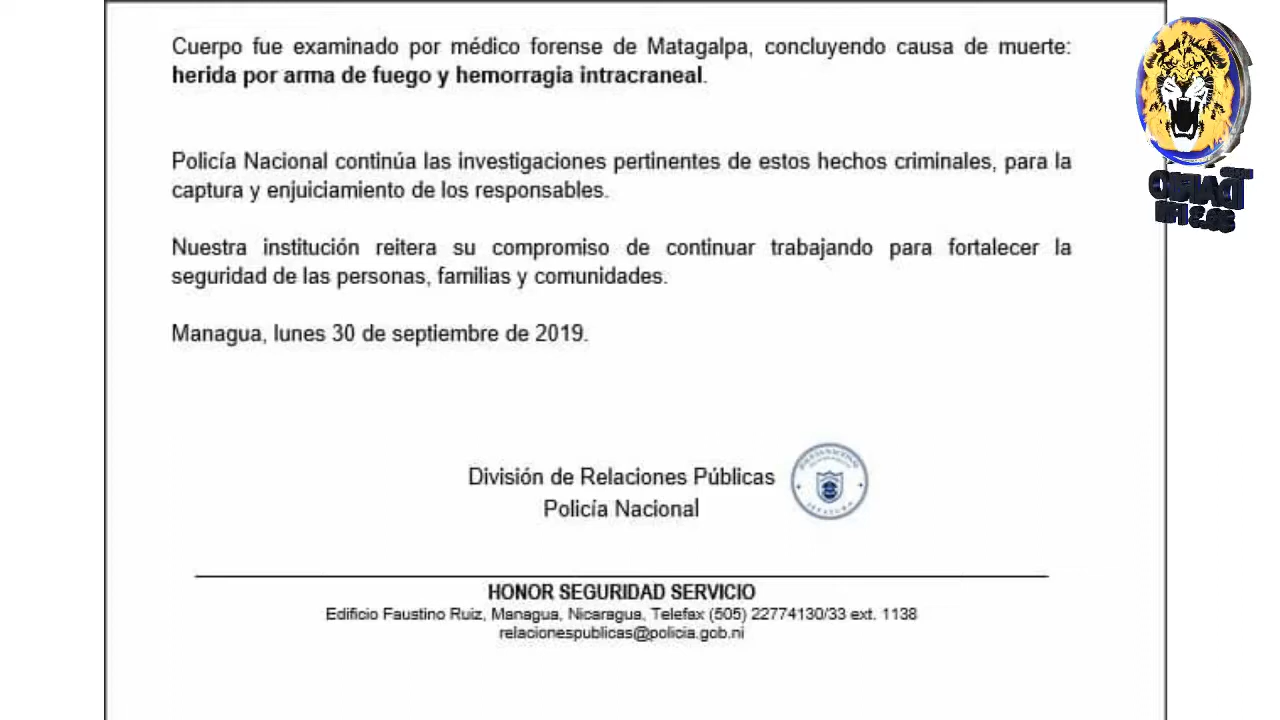 Cuerpo fue examinado por médico forense de Matagalpa, concluyendo causa de muerte:
herida por arma de fuego y hemorragia intracraneal.
Policía Nacional continúa las investigaciones pertinentes de estos hechos criminales, para la
captura y enjuiciamiento de los responsables.
Nuestra institución reitera su compromiso de continuar trabajando para fortalecer la
seguridad de las personas, familias y comunidades.
Managua, lunes 30 de septiembre de 2019.
División de Relaciones Públicas
Policía Nacional
HONOR SEGURIDAD SERVICIO
Edificio Faustino Ruiz, Managua, Nicaragua, Telefax (505) 22774130/33 ext. 1138
relacionespublicas@policia.gob.ni